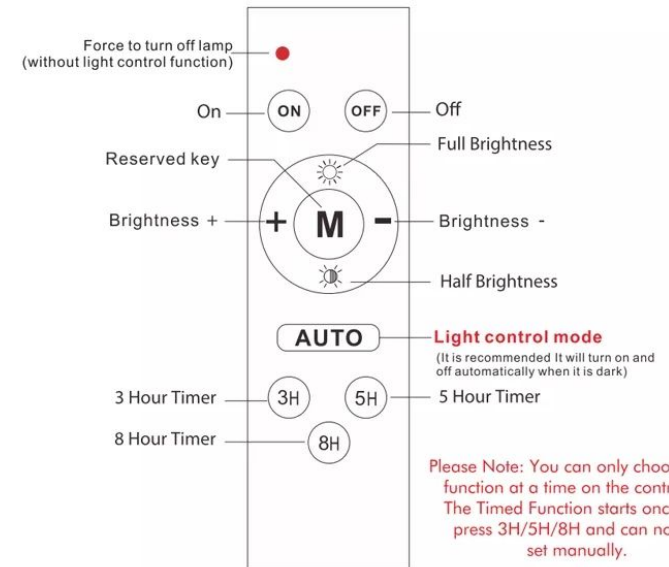 Force to turn off lamp
(without light control function)
On
ON
OFF
Off
Full Brightness
Reserved key
Brightness +
+
M
-
Brightness -
Half Brightness
AUTO
Light control mode
(It is recommended It will turn on and
off automatically when it is dark)
3 Hour Timer
3H
5H
5 Hour Timer
8 Hour Timer
8H
Please Note: You can only
function at a time on the
The Timed Function starts
press 3H/5H/8H and can
set manually.